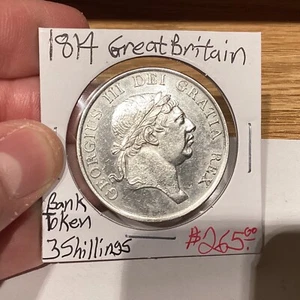 1814 Great Britain
GEORGIUS III DEI GRATIA REX
Bank
Token
3 Shillings
$265.00